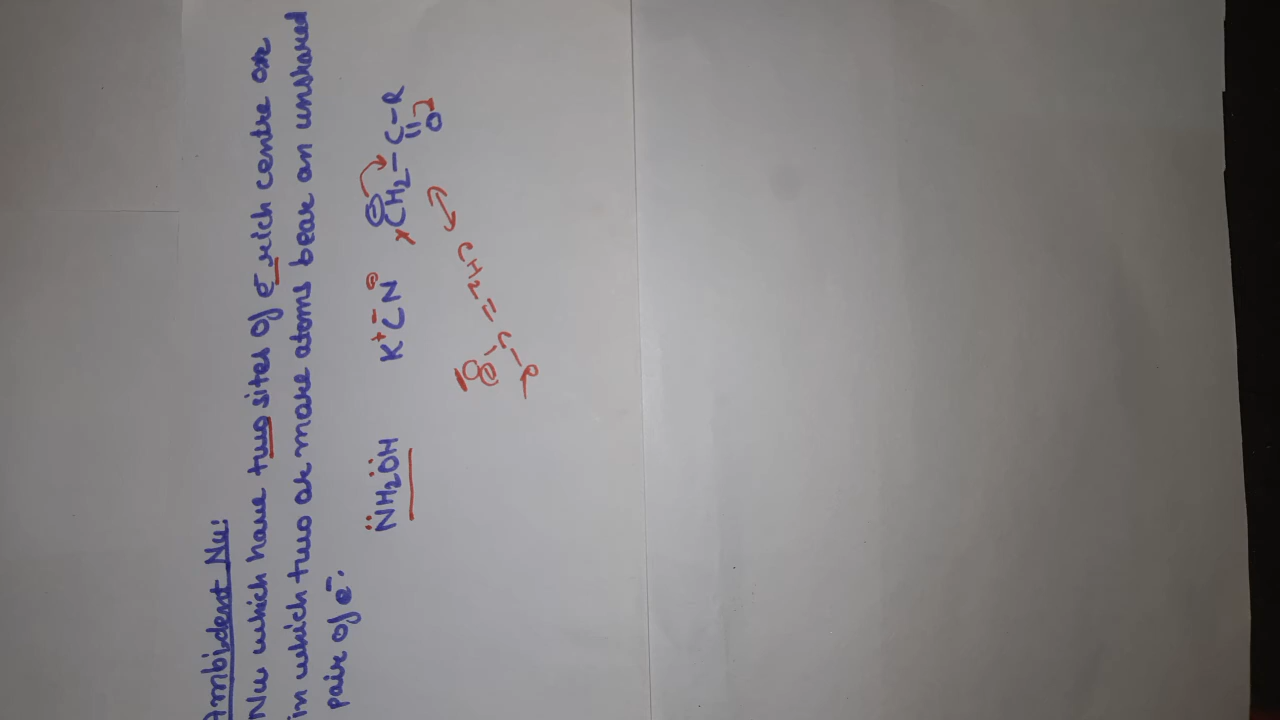 Ambident Nu:
Nu which have two sites of e⁻ rich centre or
in which two or more atoms bear an unshared
pair of e⁻.
N̈H₂ÖH K⁺C⁻N⊖ ⊖CH₂–C–R
||
O
↔ CH₂=C–R
O⊖